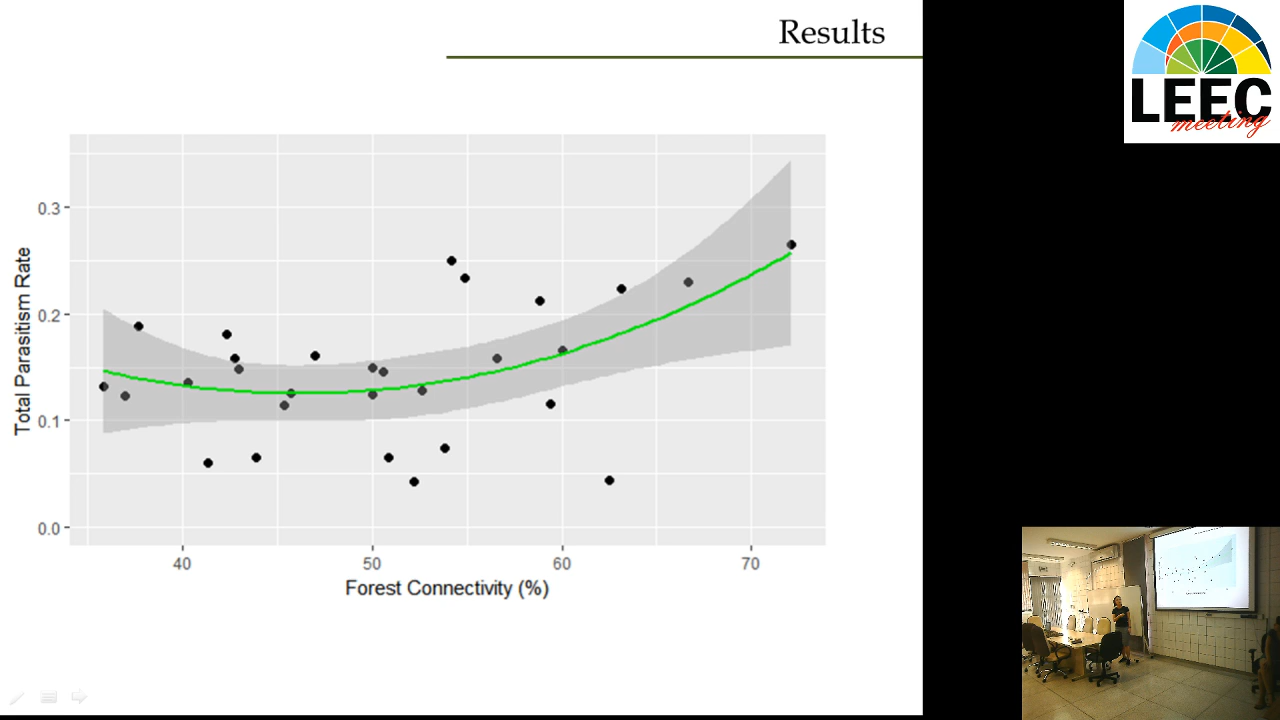 Results
LEEC
meeting
0.3
0.2
0.1
0.0
Total Parasitism Rate
40 50 60 70
Forest Connectivity (%)